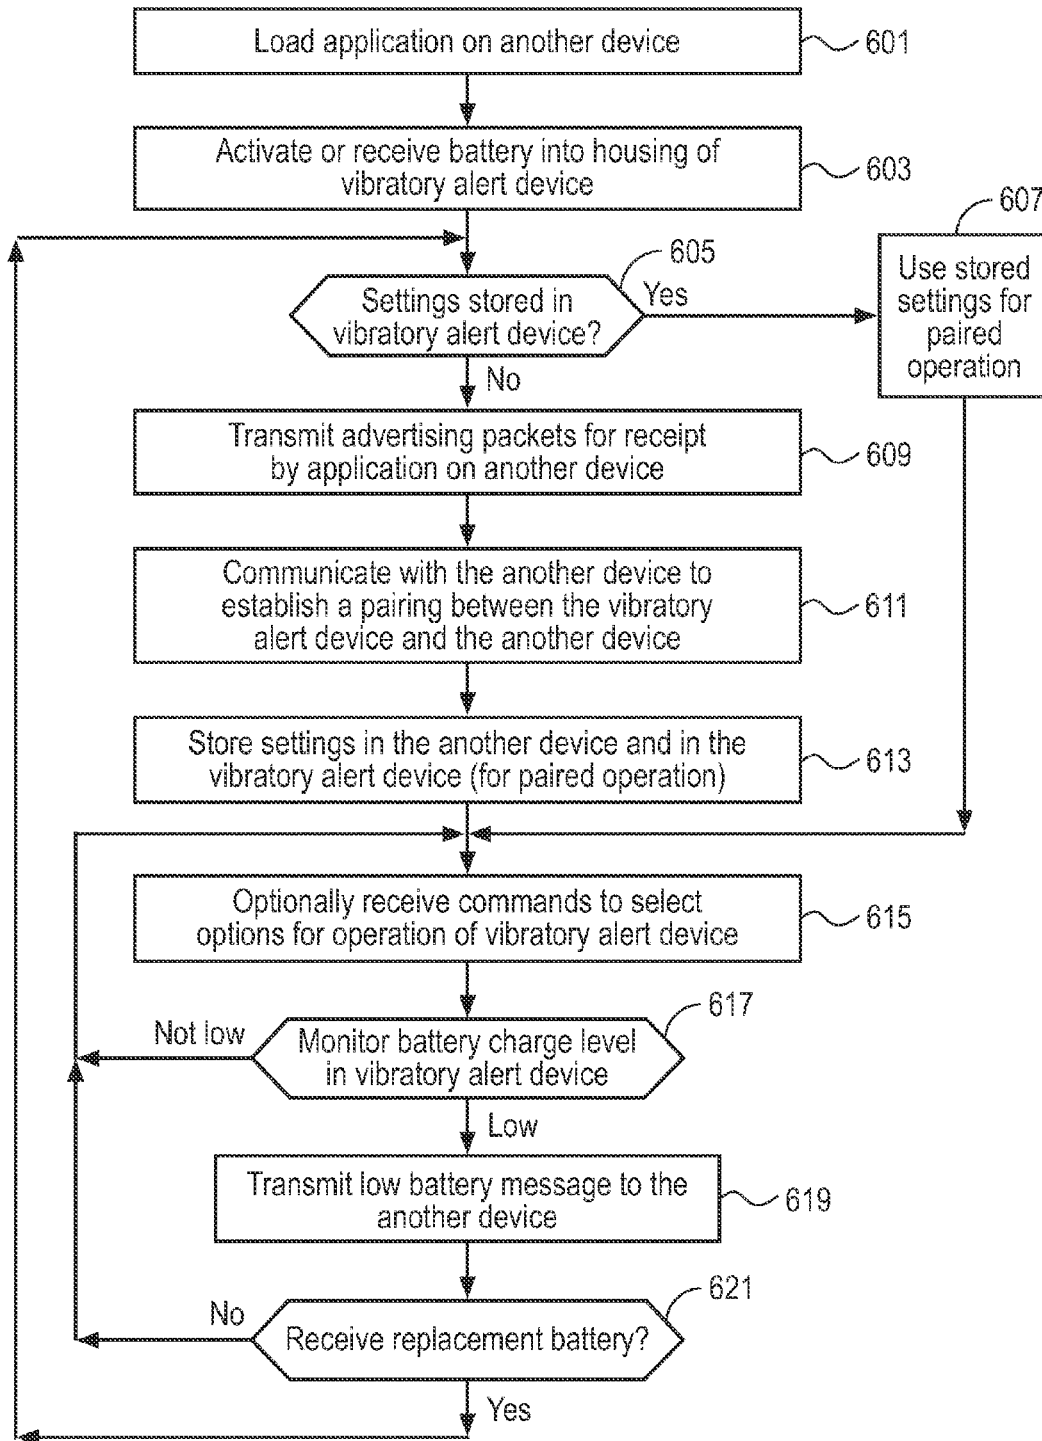 Load application on another device
601
Activate or receive battery into housing of
vibratory alert device
603
607
605
Settings stored in
vibratory alert device?
Yes
Use stored
settings for
paired
operation
No
Transmit advertising packets for receipt
by application on another device
609
Communicate with the another device to
establish a pairing between the vibratory
alert device and the another device
611
Store settings in the another device and in the
vibratory alert device (for paired operation)
613
Optionally receive commands to select
options for operation of vibratory alert device
615
617
Not low
Monitor battery charge level
in vibratory alert device
Low
Transmit low battery message to the
another device
619
621
No
Receive replacement battery?
Yes